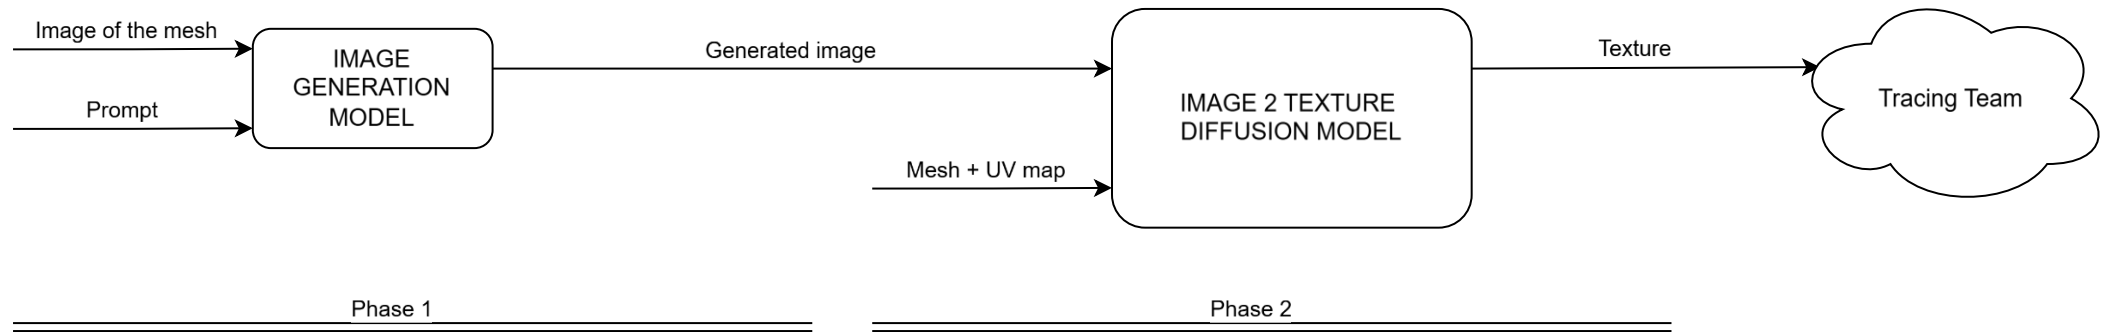 Image of the mesh
Prompt
IMAGE
GENERATION
MODEL
Generated image
Mesh + UV map
IMAGE 2 TEXTURE
DIFFUSION MODEL
Texture
Tracing Team
Phase 1
Phase 2